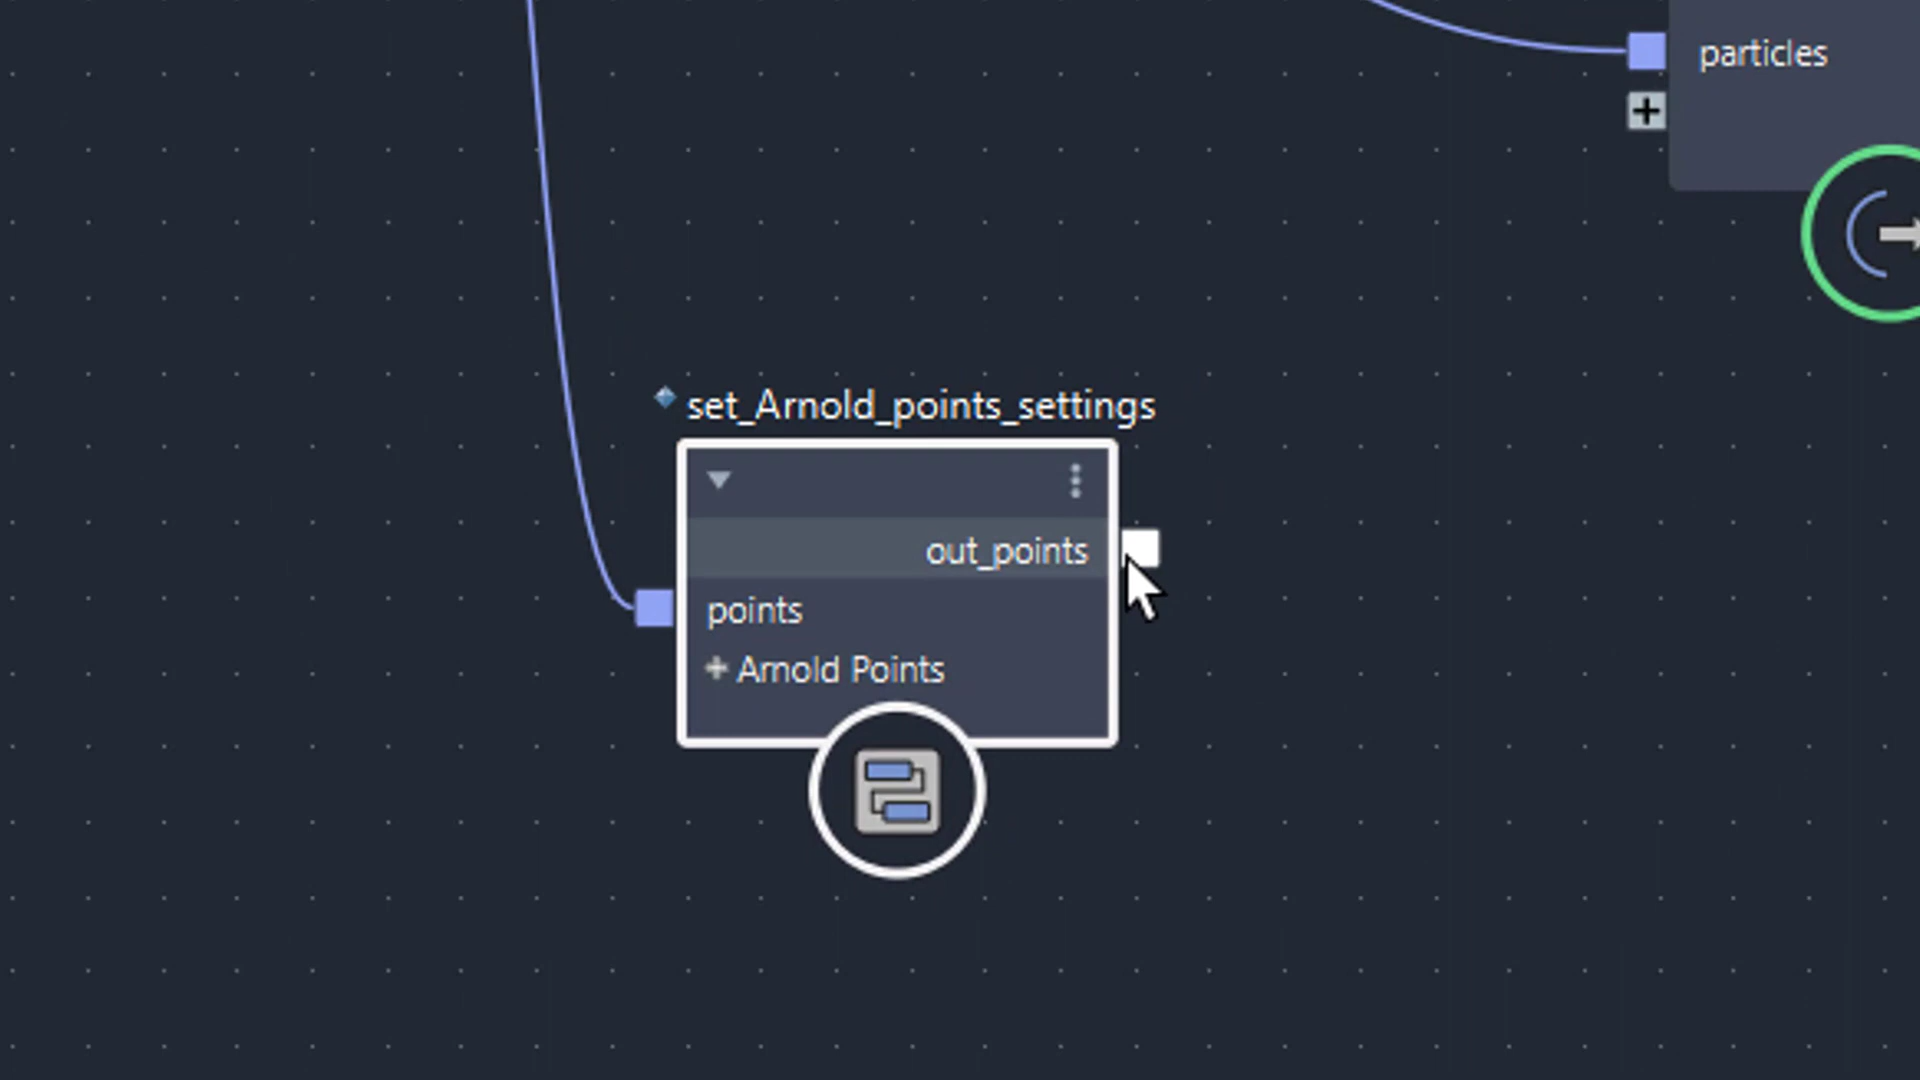 particles
set_Arnold_points_settings
out_points
points
Arnold Points